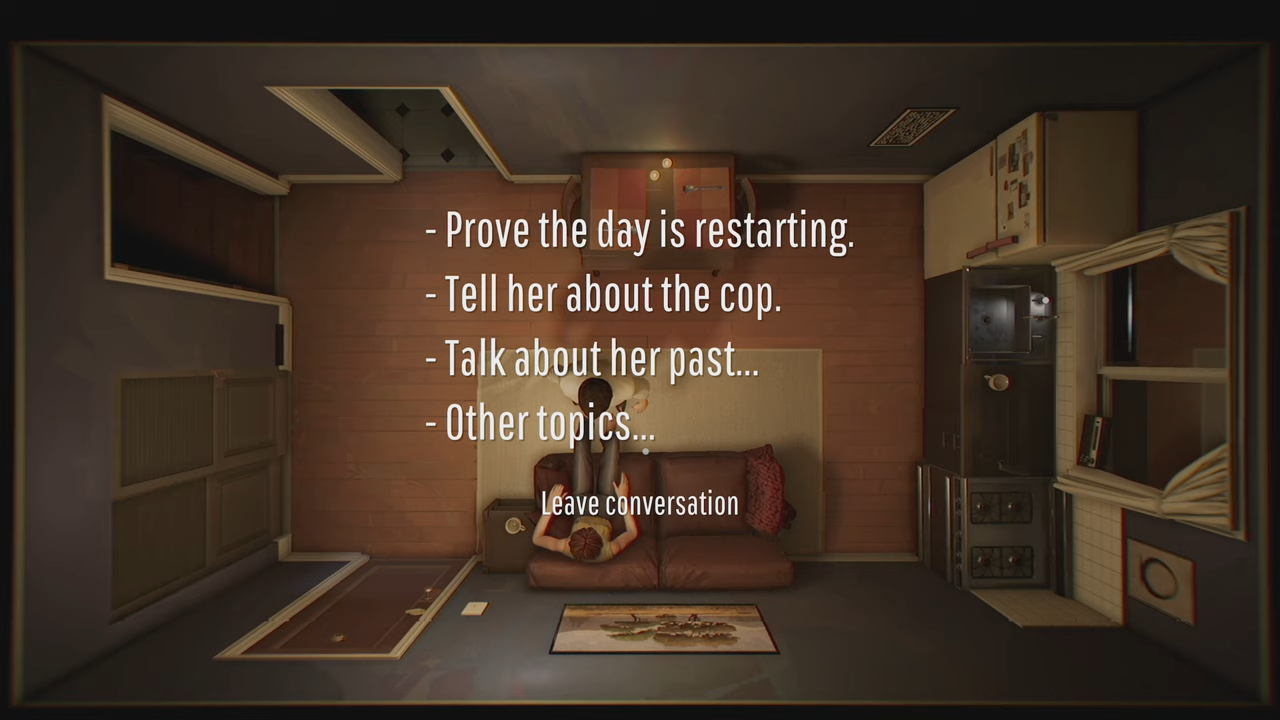 - Prove the day is restarting.
- Tell her about the cop.
- Talk about her past...
- Other topics...
Leave conversation